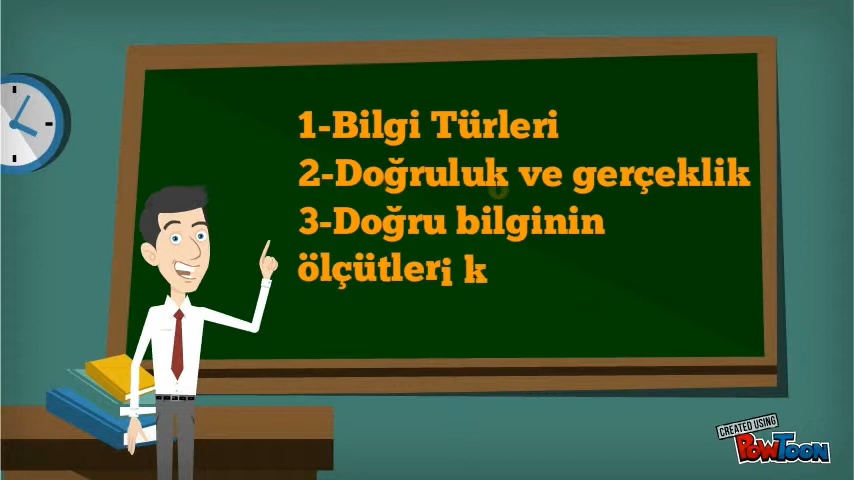 1-Bilgi Türleri
2-Doğruluk ve gerçeklik
3-Doğru bilginin
ölçütleri k
CREATED USING
POWTOON